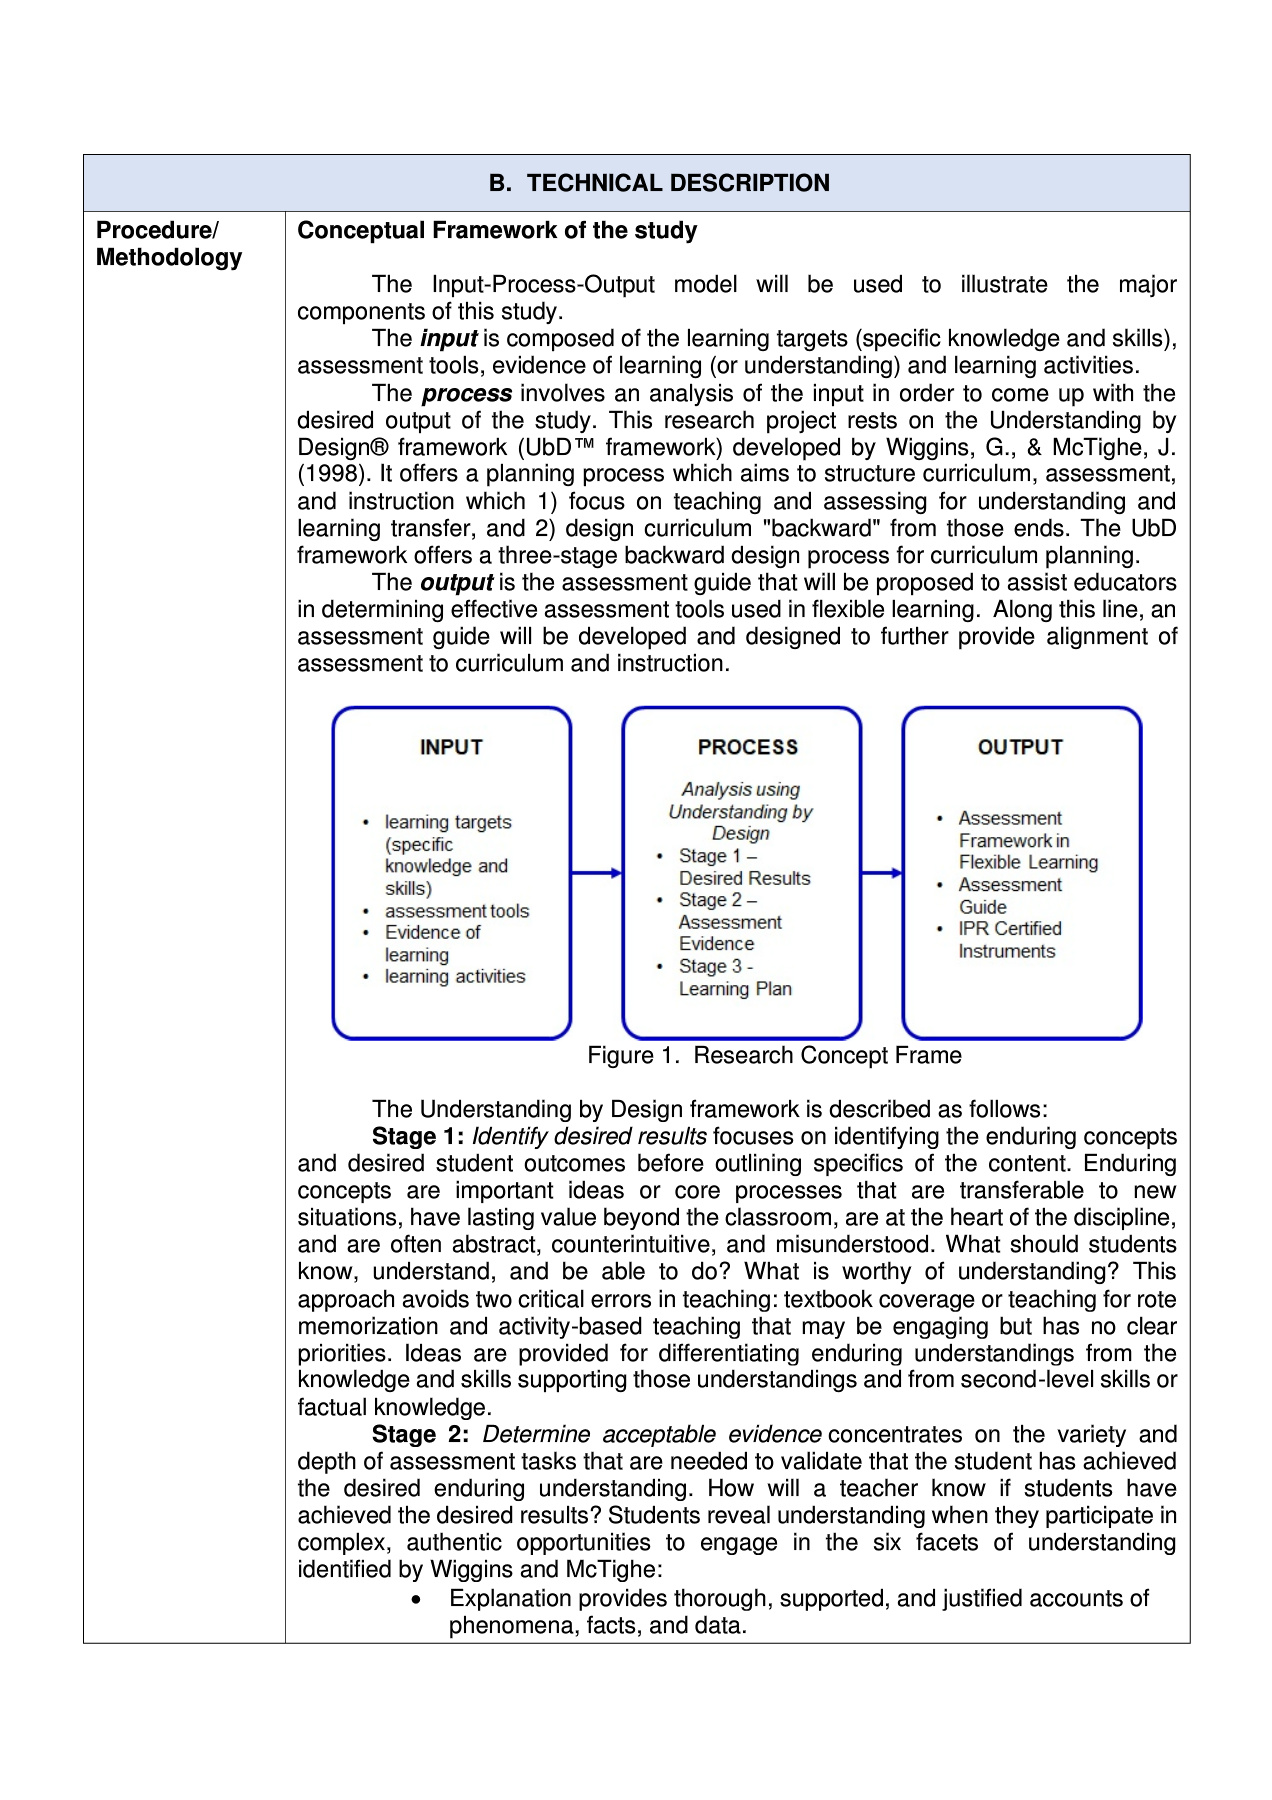 B. TECHNICAL DESCRIPTION
Procedure/
Methodology
Conceptual Framework of the study
The Input-Process-Output model will be used to illustrate the major
components of this study.
The input is composed of the learning targets (specific knowledge and skills),
assessment tools, evidence of learning (or understanding) and learning activities.
The process involves an analysis of the input in order to come up with the
desired output of the study. This research project rests on the Understanding by
Design® framework (UbD™ framework) developed by Wiggins, G., & McTighe, J.
(1998). It offers a planning process which aims to structure curriculum, assessment,
and instruction which 1) focus on teaching and assessing for understanding and
learning transfer, and 2) design curriculum "backward" from those ends. The UbD
framework offers a three-stage backward design process for curriculum planning.
The output is the assessment guide that will be proposed to assist educators
in determining effective assessment tools used in flexible learning. Along this line, an
assessment guide will be developed and designed to further provide alignment of
assessment to curriculum and instruction.
INPUT
• learning targets
(specific
knowledge and
skills)
• assessment tools
• Evidence of
learning
• learning activities
PROCESS
Analysis using
Understanding by
Design
• Stage 1 –
Desired Results
• Stage 2 –
Assessment
Evidence
• Stage 3 -
Learning Plan
OUTPUT
• Assessment
Framework in
Flexible Learning
• Assessment
Guide
• IPR Certified
Instruments
Figure 1. Research Concept Frame
The Understanding by Design framework is described as follows:
Stage 1: Identify desired results focuses on identifying the enduring concepts
and desired student outcomes before outlining specifics of the content. Enduring
concepts are important ideas or core processes that are transferable to new
situations, have lasting value beyond the classroom, are at the heart of the discipline,
and are often abstract, counterintuitive, and misunderstood. What should students
know, understand, and be able to do? What is worthy of understanding? This
approach avoids two critical errors in teaching: textbook coverage or teaching for rote
memorization and activity-based teaching that may be engaging but has no clear
priorities. Ideas are provided for differentiating enduring understandings from the
knowledge and skills supporting those understandings and from second-level skills or
factual knowledge.
Stage 2: Determine acceptable evidence concentrates on the variety and
depth of assessment tasks that are needed to validate that the student has achieved
the desired enduring understanding. How will a teacher know if students have
achieved the desired results? Students reveal understanding when they participate in
complex, authentic opportunities to engage in the six facets of understanding
identified by Wiggins and McTighe:
• Explanation provides thorough, supported, and justified accounts of
phenomena, facts, and data.